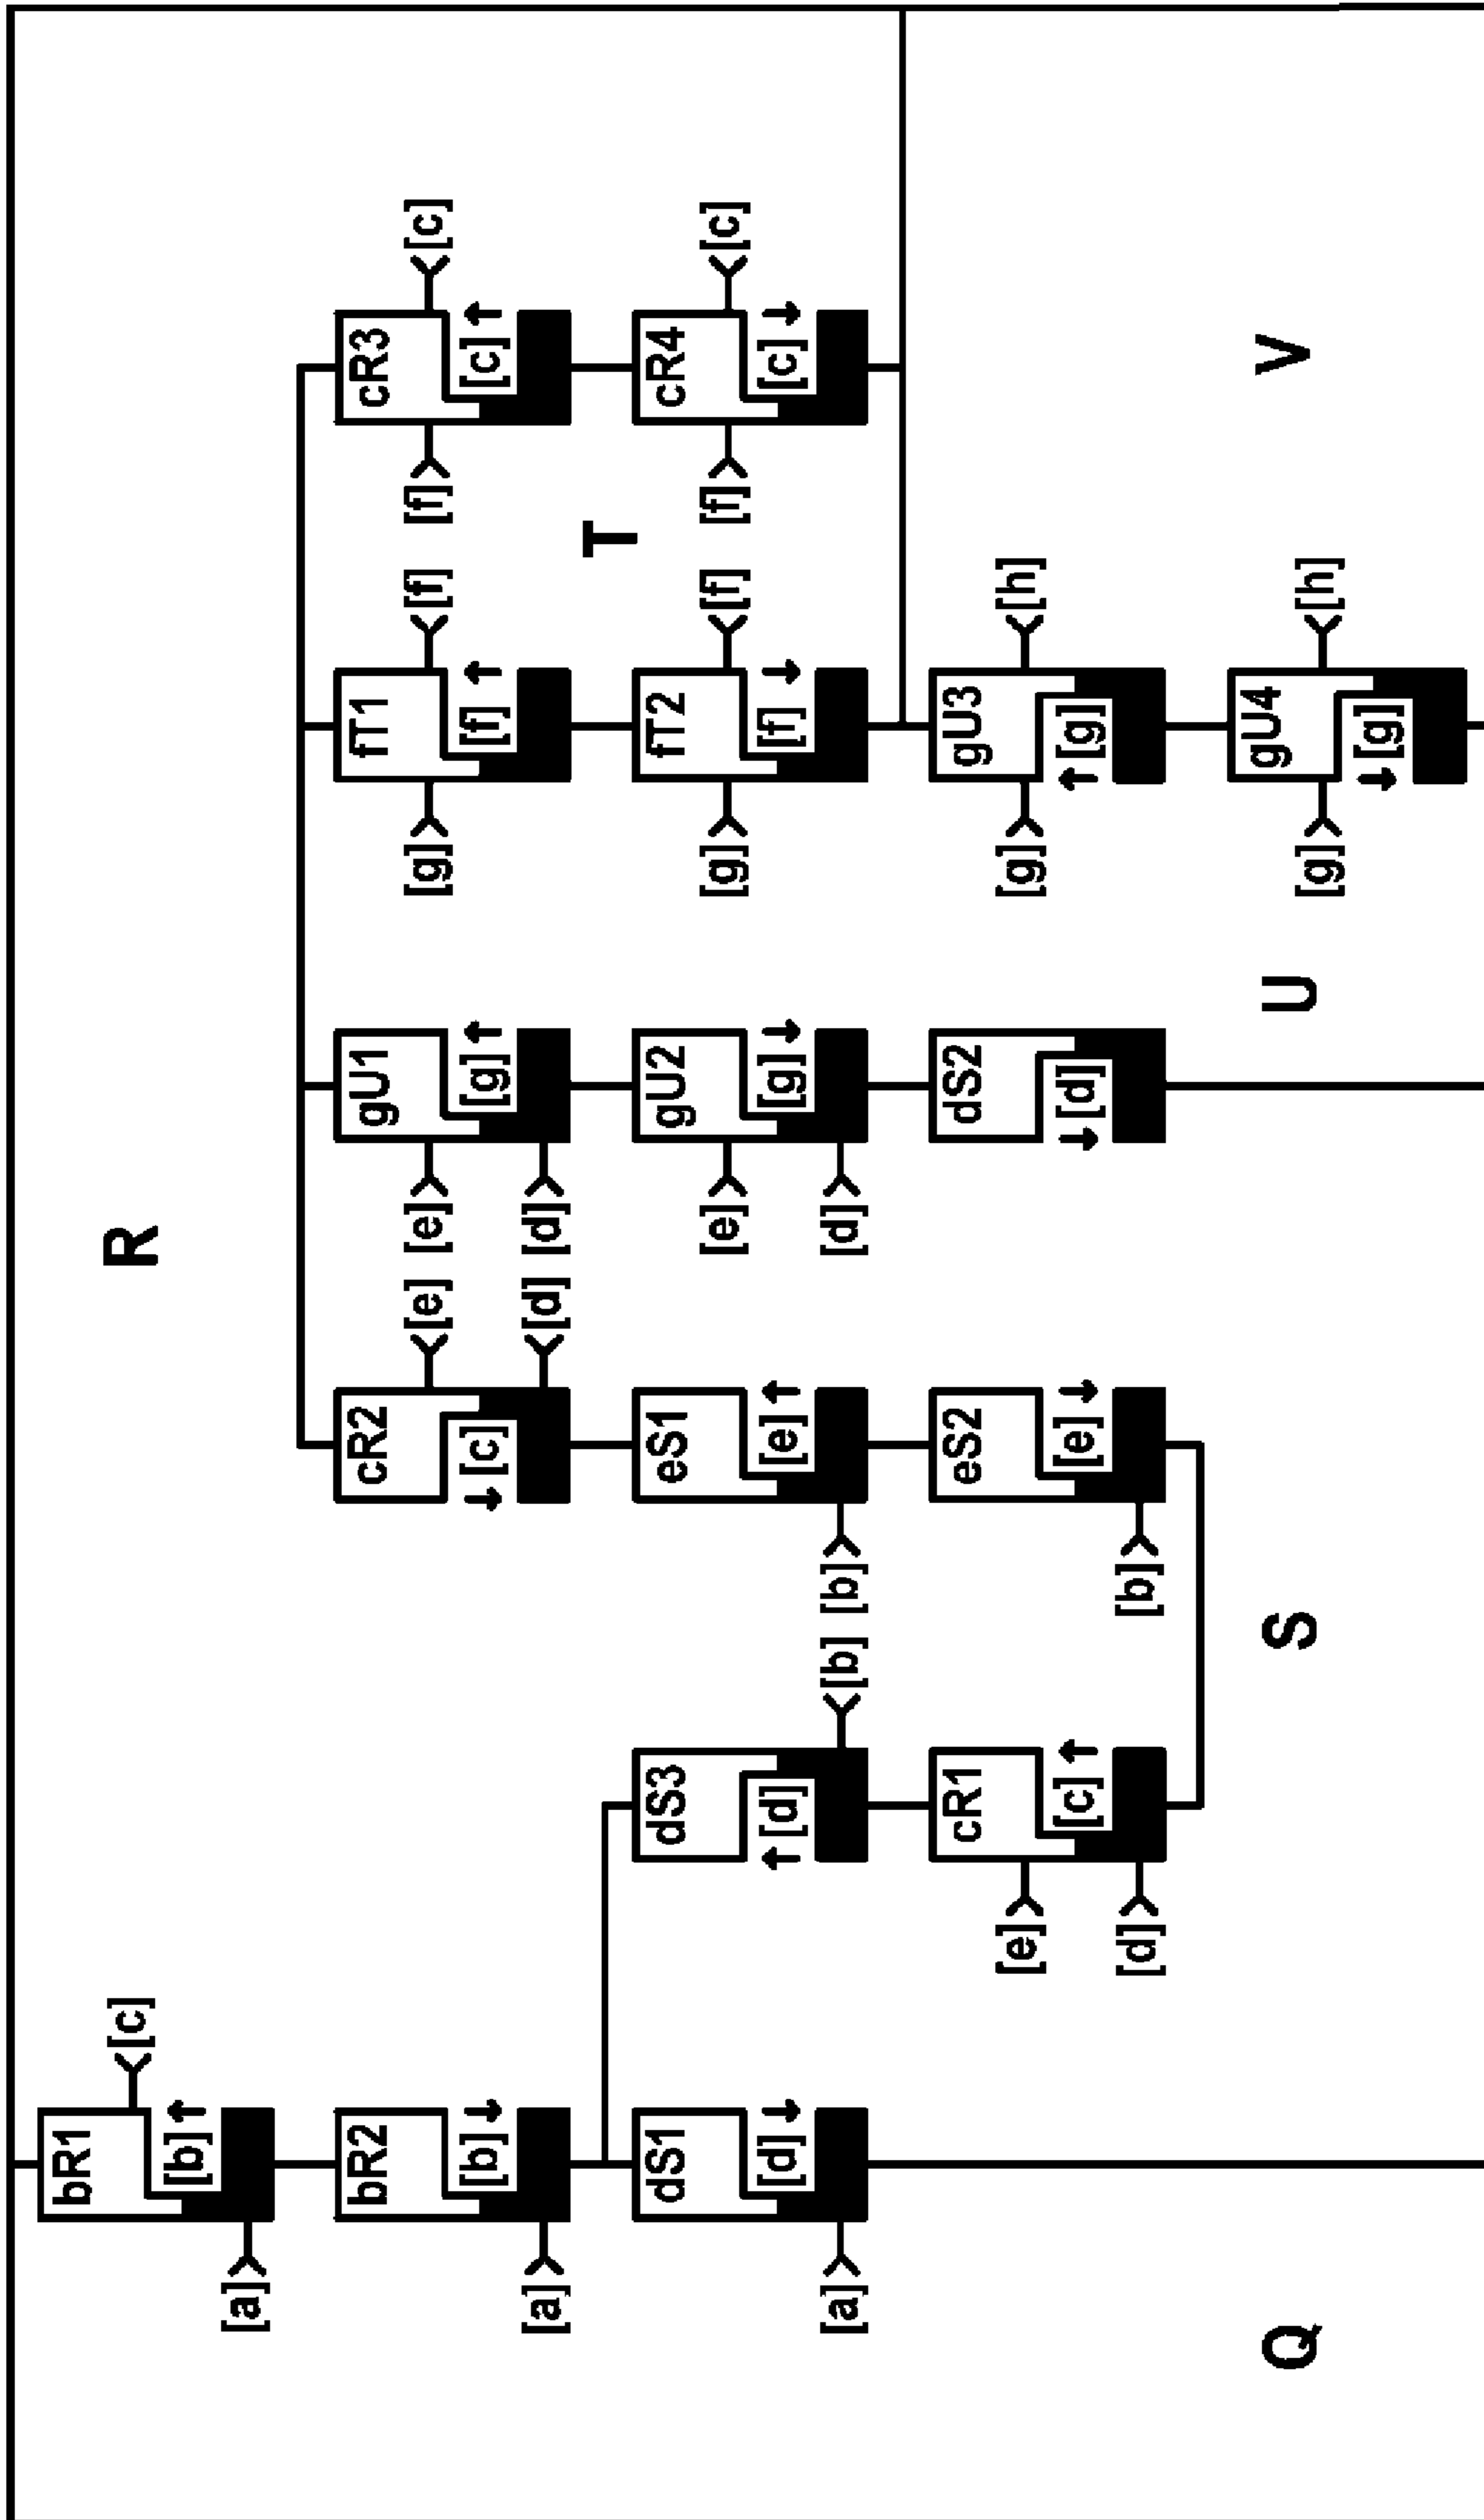 bR1
[c] R
[b]→
[a]
bR2 cR2 gU1 fT1 cR3
[e] [e] [g] [f] [f] [c]
[b]← ←[c] [g]→ [f]→ [c]→
[a] [d] [d]
T
dS1 dS3 eS1 gU2 fT2 cR4
[e] [g] [f] [f] [c]
[d]← →[d] [e]→ [g]← [f]← [c]←
[a] [b] [b] [d]
cR1 eS2 dS2 gU3
[e] [g] [h]
[c]→ [e]← ←[d] →[g]
[d] [b]
gU4
Q S U V
[g] [h]
←[g]